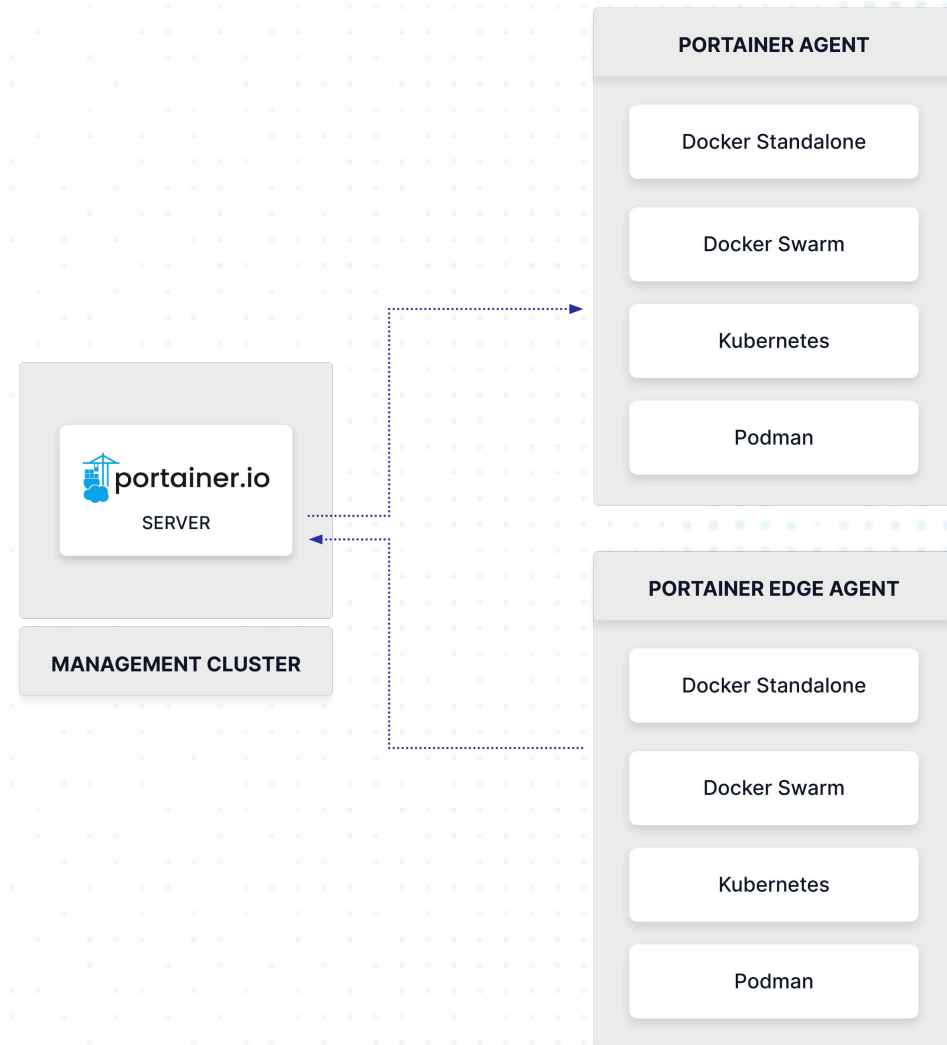 PORTAINER AGENT
Docker Standalone
Docker Swarm
Kubernetes
Podman
portainer.io
SERVER
MANAGEMENT CLUSTER
PORTAINER EDGE AGENT
Docker Standalone
Docker Swarm
Kubernetes
Podman